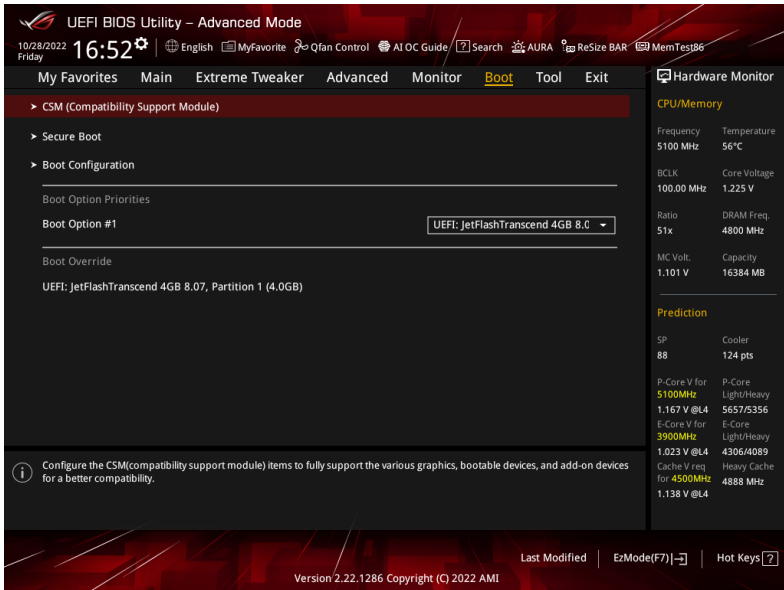 UEFI BIOS Utility – Advanced Mode
10/28/2022
Friday
16:52
English
MyFavorite
Qfan Control
AI OC Guide
? Search
AURA
ReSize BAR
MemTest86
My Favorites Main Extreme Tweaker Advanced Monitor Boot Tool Exit
Hardware Monitor
> CSM (Compatibility Support Module)
> Secure Boot
> Boot Configuration
Boot Option Priorities
Boot Option #1
UEFI: JetFlashTranscend 4GB 8.0
Boot Override
UEFI: JetFlashTranscend 4GB 8.07, Partition 1 (4.0GB)
Configure the CSM(compatibility support module) items to fully support the various graphics, bootable devices, and add-on devices
for a better compatibility.
CPU/Memory
Frequency Temperature
5100 MHz 56°C
BCLK Core Voltage
100.00 MHz 1.225 V
Ratio DRAM Freq.
51x 4800 MHz
MC Volt. Capacity
1.101 V 16384 MB
Prediction
SP Cooler
88 124 pts
P-Core V for P-Core
5100MHz Light/Heavy
1.167 V @L4 5657/5356
E-Core V for E-Core
3900MHz Light/Heavy
1.023 V @L4 4306/4089
Cache V req Heavy Cache
for 4500MHz 4888 MHz
1.138 V @L4
Last Modified
EzMode(F7)
Hot Keys ?
Version 2.22.1286 Copyright (C) 2022 AMI